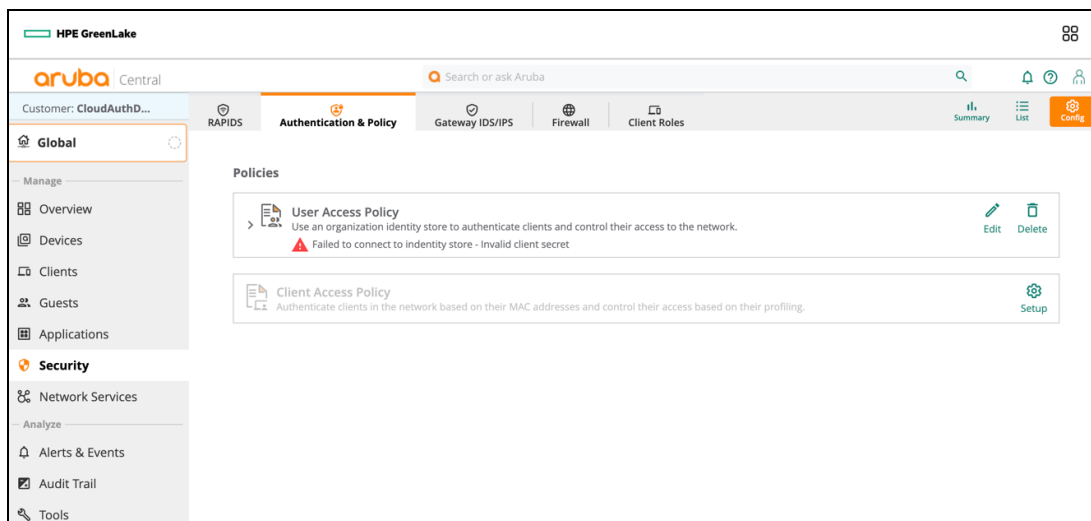 HPE GreenLake
aruba Central
Search or ask Aruba
Customer: CloudAuthD...
RAPIDS
Authentication & Policy
Gateway IDS/IPS
Firewall
Client Roles
Summary
List
Config
Global
Manage
Overview
Devices
Clients
Guests
Applications
Security
Network Services
Analyze
Alerts & Events
Audit Trail
Tools
Policies
User Access Policy
Use an organization identity store to authenticate clients and control their access to the network.
Failed to connect to indentity store - Invalid client secret
Edit
Delete
Client Access Policy
Authenticate clients in the network based on their MAC addresses and control their access based on their profiling.
Setup